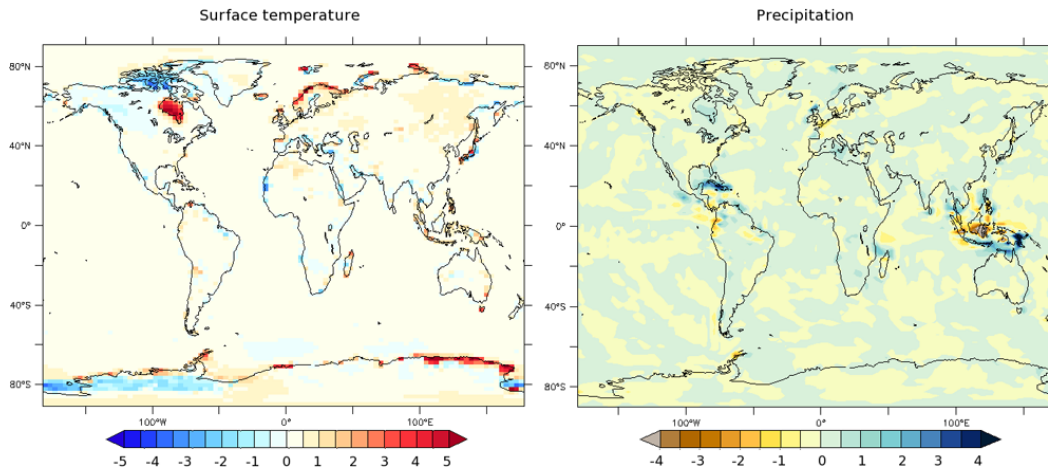 Surface temperature
80°N
40°N
0°
40°S
80°S
100°W 0° 100°E
-5 -4 -3 -2 -1 0 1 2 3 4 5
Precipitation
80°N
40°N
0°
40°S
80°S
100°W 0° 100°E
-4 -3 -2 -1 0 1 2 3 4